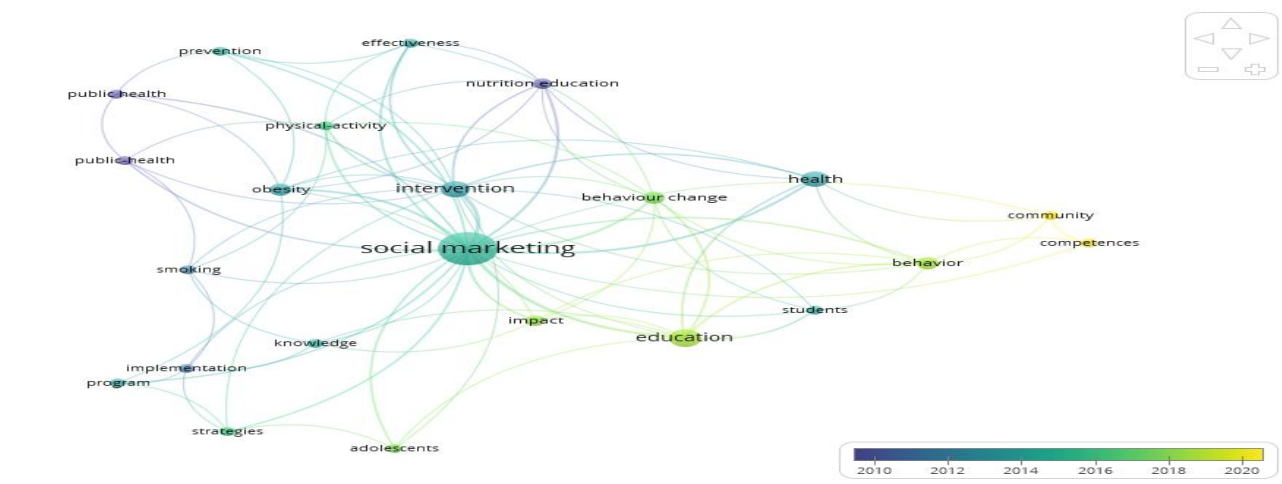 effectiveness
prevention
nutrition education
public health
physical-activity
public-health
health
obesity
intervention
behaviour change
community
competences
social marketing
behavior
smoking
students
impact
education
knowledge
implementation
program
strategies
adolescents
2010 2012 2014 2016 2018 2020